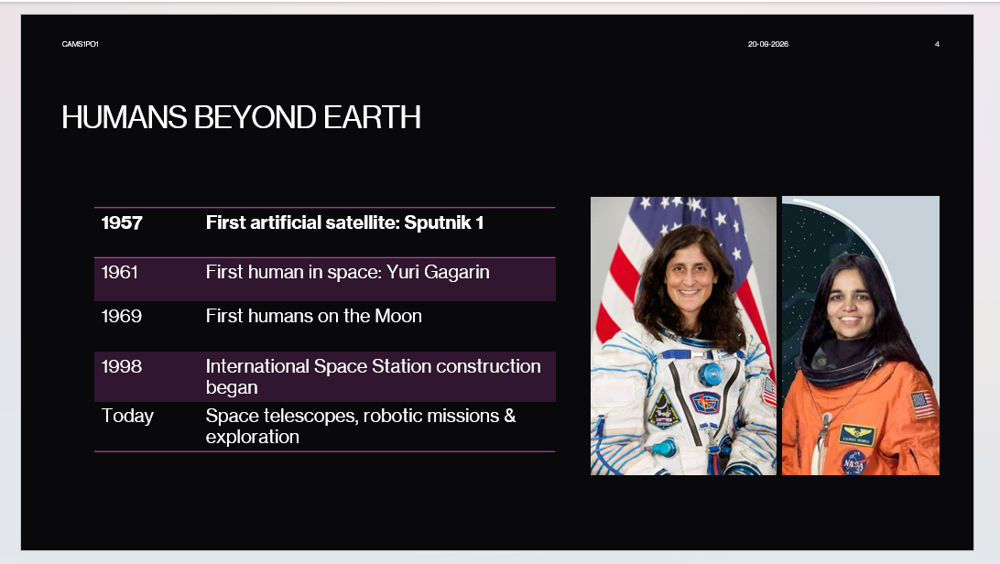 CAMS1PO1
20-09-2026
4
HUMANS BEYOND EARTH
1957 First artificial satellite: Sputnik 1
1961 First human in space: Yuri Gagarin
1969 First humans on the Moon
1998 International Space Station construction
began
Today Space telescopes, robotic missions &
exploration
NASA